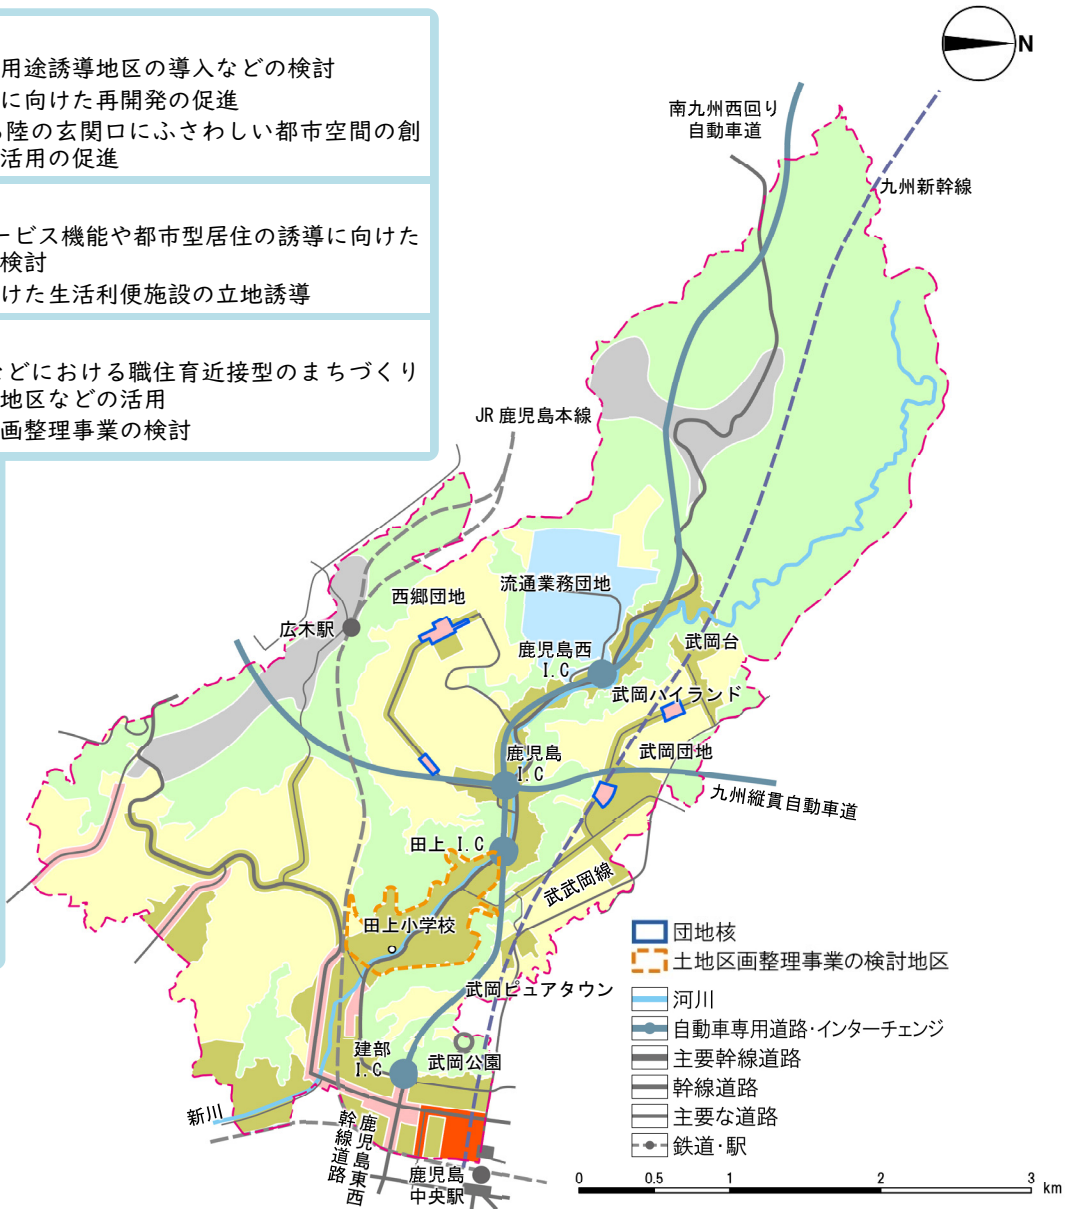 用途誘導地区の導入などの検討
に向けた再開発の促進
る陸の玄関口にふさわしい都市空間の創
活用の促進
ービス機能や都市型居住の誘導に向けた
検討
けた生活利便施設の立地誘導
などにおける職住育近接型のまちづくり
地区などの活用
画整理事業の検討
N
南九州西回り
自動車道
九州新幹線
JR鹿児島本線
流通業務団地
西郷団地
広木駅
鹿児島西
I.C
武岡台
武岡ハイランド
鹿児島
I.C
武岡団地
九州縦貫自動車道
田上 I.C
武武岡線
田上小学校
武岡ピュアタウン
建部
I.C
武岡公園
新川
鹿児島東西
幹線道路
鹿児島
中央駅
団地核
土地区画整理事業の検討地区
河川
自動車専用道路・インターチェンジ
主要幹線道路
幹線道路
主要な道路
鉄道・駅
0 0.5 1 2 3 km